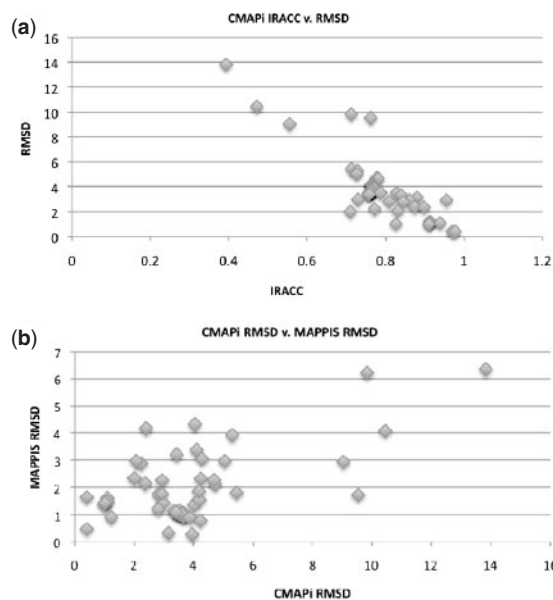 (a)
CMAPi IRACC v. RMSD
16
14
12
10
8
6
4
2
0
RMSD
0 0.2 0.4 0.6 0.8 1 1.2
IRACC
(b)
CMAPi RMSD v. MAPPIS RMSD
7
6
5
4
3
2
1
0
MAPPIS RMSD
0 2 4 6 8 10 12 14 16
CMAPi RMSD